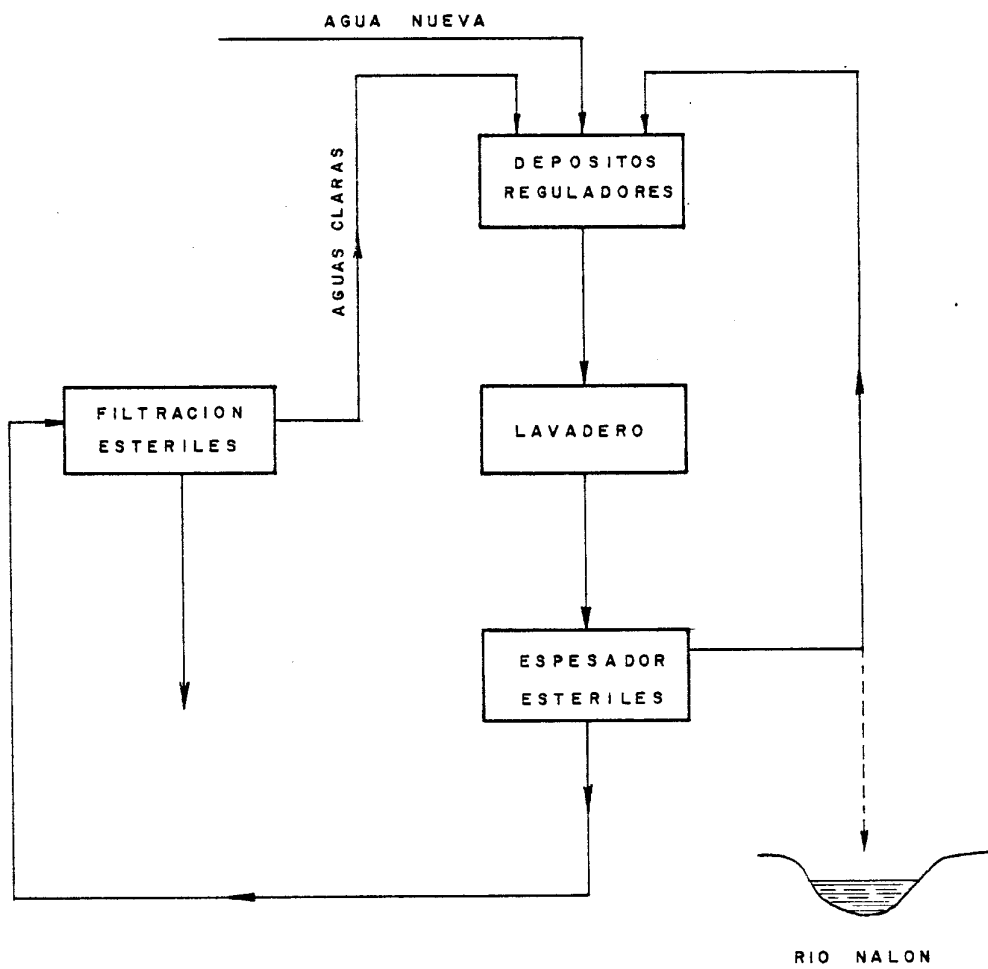 AGUA NUEVA
DEPOSITOS
REGULADORES
AGUAS CLARAS
FILTRACION
ESTERILES
LAVADERO
ESPESADOR
ESTERILES
RIO NALON